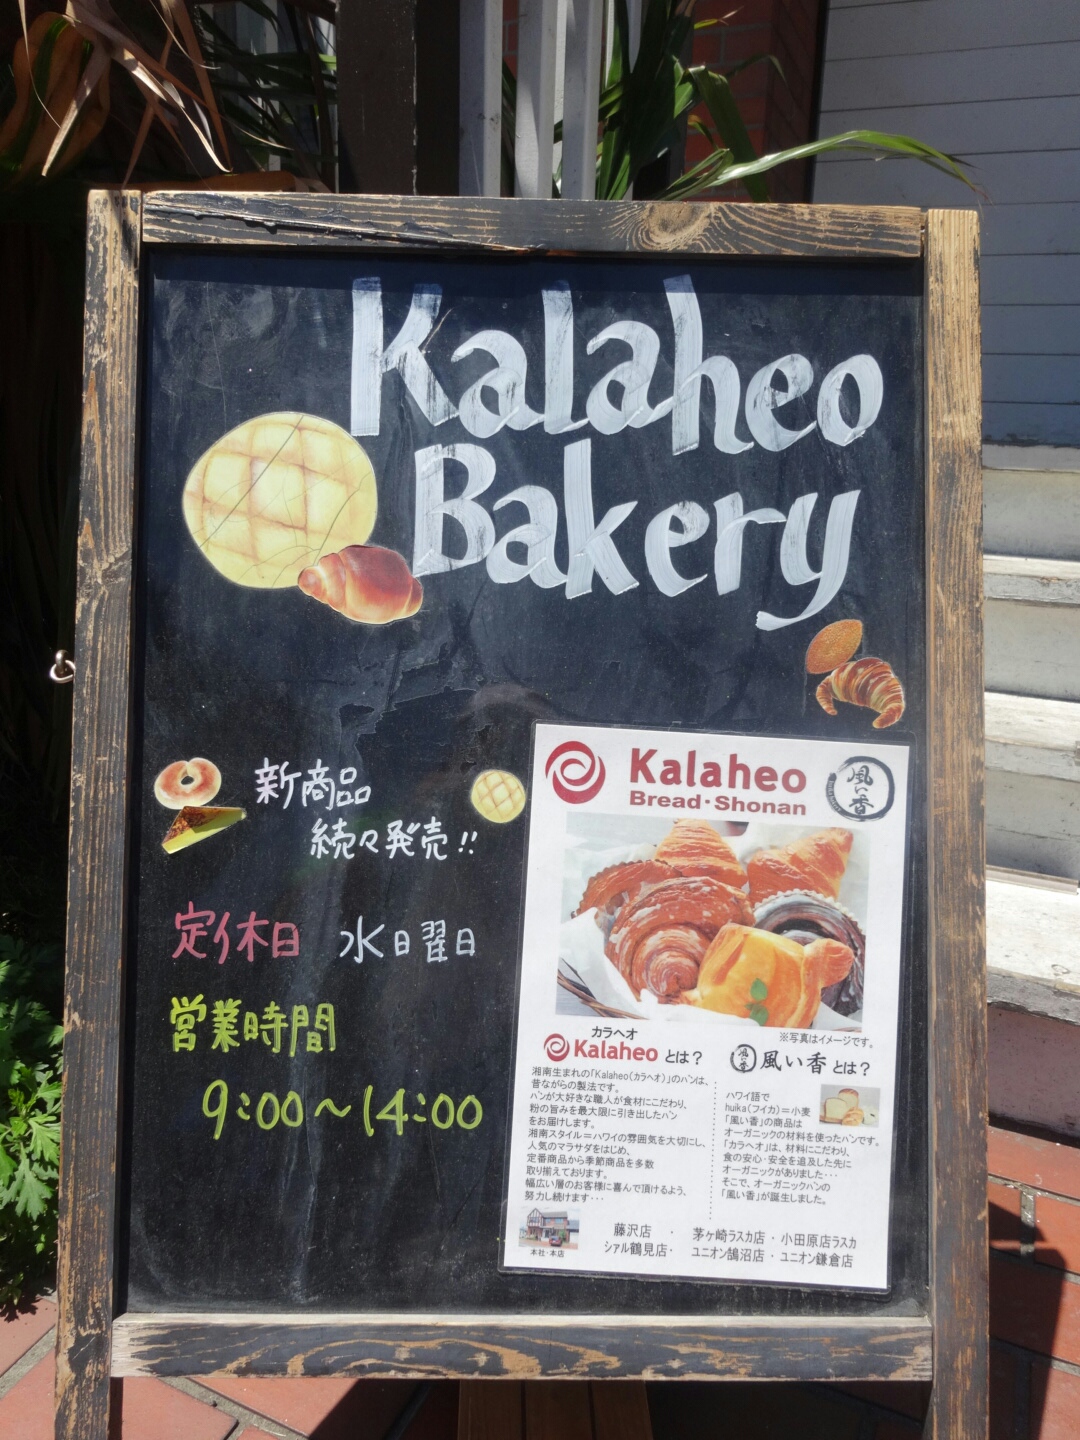 Kalaheo
Bakery
新商品
続々発売!!
定休日 水曜日
営業時間
9:00～14:00
Kalaheo
Bread・Shonan
風い香
※写真はイメージです。
カラヘオ
Kalaheo とは？
湘南生まれの「Kalaheo(カラヘオ)」のパンは、
昔ながらの製法です。
パンが大好きな職人が食材にこだわり、
粉の旨みを最大限に引き出したパン
をお届けします。
湘南スタイル＝ハワイの雰囲気を大切にし、
人気のマラサダをはじめ、
定番商品から季節商品を多数
取り揃えております。
幅広い層のお客様に喜んで頂けるよう、
努力し続けます・・・
風い香 風い香 とは？
ハワイ語で
huika(フイカ)＝小麦
「風い香」の商品は
オーガニックの材料を使ったパンです。
「カラヘオ」は、材料にこだわり、
食の安心・安全を追及した先に
オーガニックがありました・・・
そこで、オーガニックパンの
「風い香」が誕生しました。
本社・本店
藤沢店 ・ 茅ヶ崎ラスカ店 ・ 小田原店ラスカ
シァル鶴見店・ ユニオン鵠沼店 ・ ユニオン鎌倉店